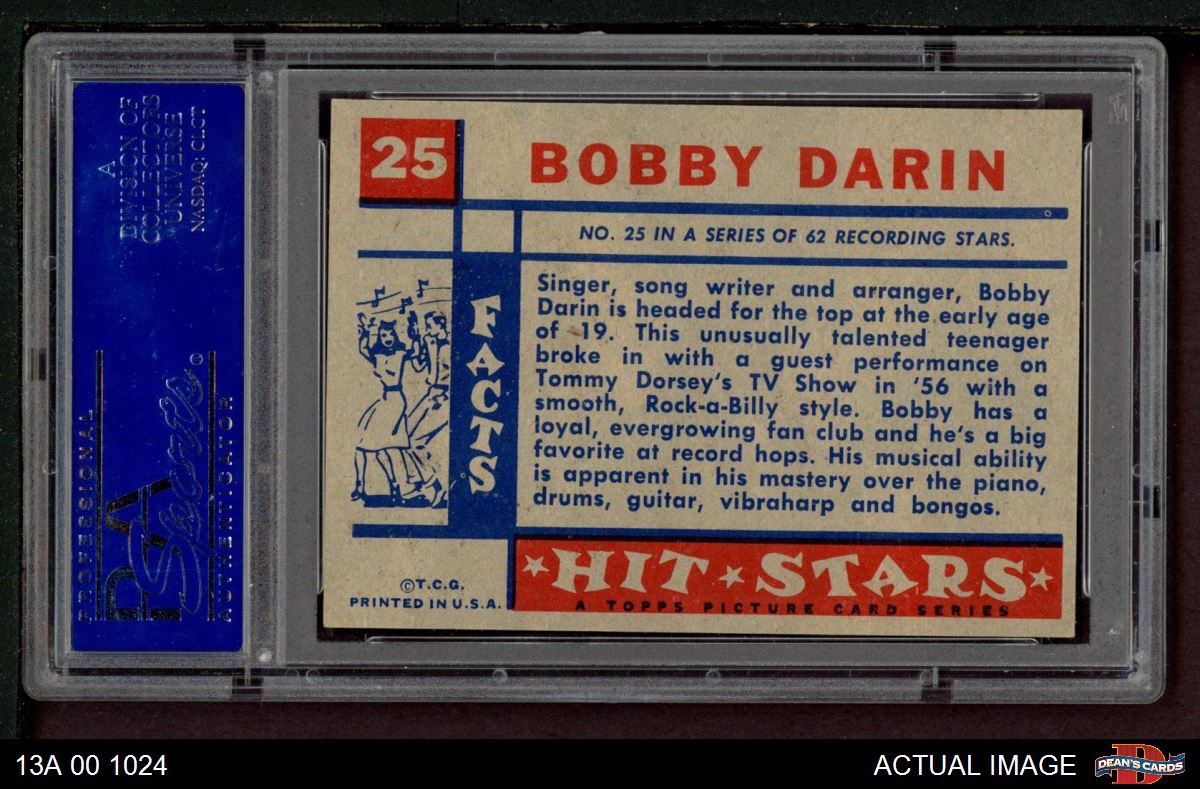 A
DIVISION OF
COLLECTORS
UNIVERSE
NASDAQ: CLCT
PROFESSIONAL
PSA
Sports
AUTHENTICATOR
25
BOBBY DARIN
NO. 25 IN A SERIES OF 62 RECORDING STARS.
FACTS
Singer, song writer and arranger, Bobby
Darin is headed for the top at the early age
of 19. This unusually talented teenager
broke in with a guest performance on
Tommy Dorsey's TV Show in '56 with a
smooth, Rock-a-Billy style. Bobby has a
loyal, evergrowing fan club and he's a big
favorite at record hops. His musical ability
is apparent in his mastery over the piano,
drums, guitar, vibraharp and bongos.
©T.C.G.
PRINTED IN U.S.A.
HIT STARS
A TOPPS PICTURE CARD SERIES
13A 00 1024
ACTUAL IMAGE
D
DEAN'S CARDS